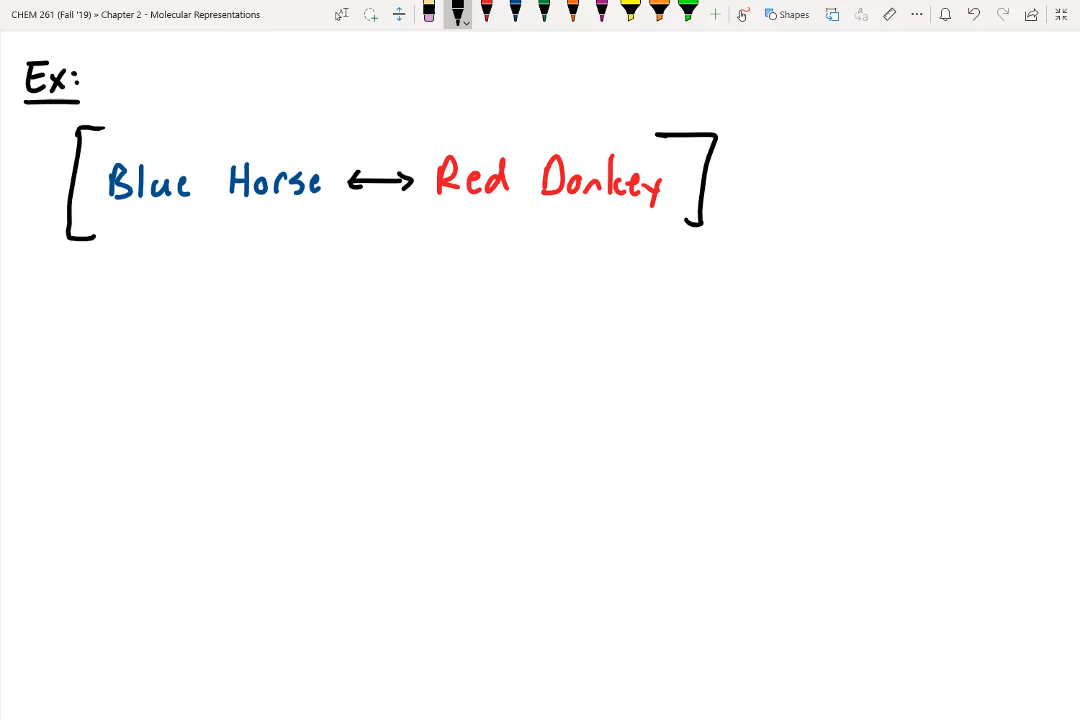 CHEM 261 (Fall '19) » Chapter 2 - Molecular Representations
Shapes
Ex:
[Blue Horse ↔ Red Donkey]